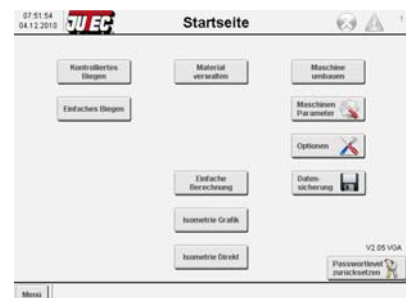 07:51:54
04.12.2010
JU EC
Startseite
Kontrolliertes
Biegen
Material
verwalten
Maschine
umbauen
Einfaches Biegen
Maschinen
Parameter
Optionen
Einfache
Berechnung
Daten-
sicherung
Isometrie Grafik
Isometrie Direkt
V2.05 VGA
Passwortlevel
zurücksetzen
Menü